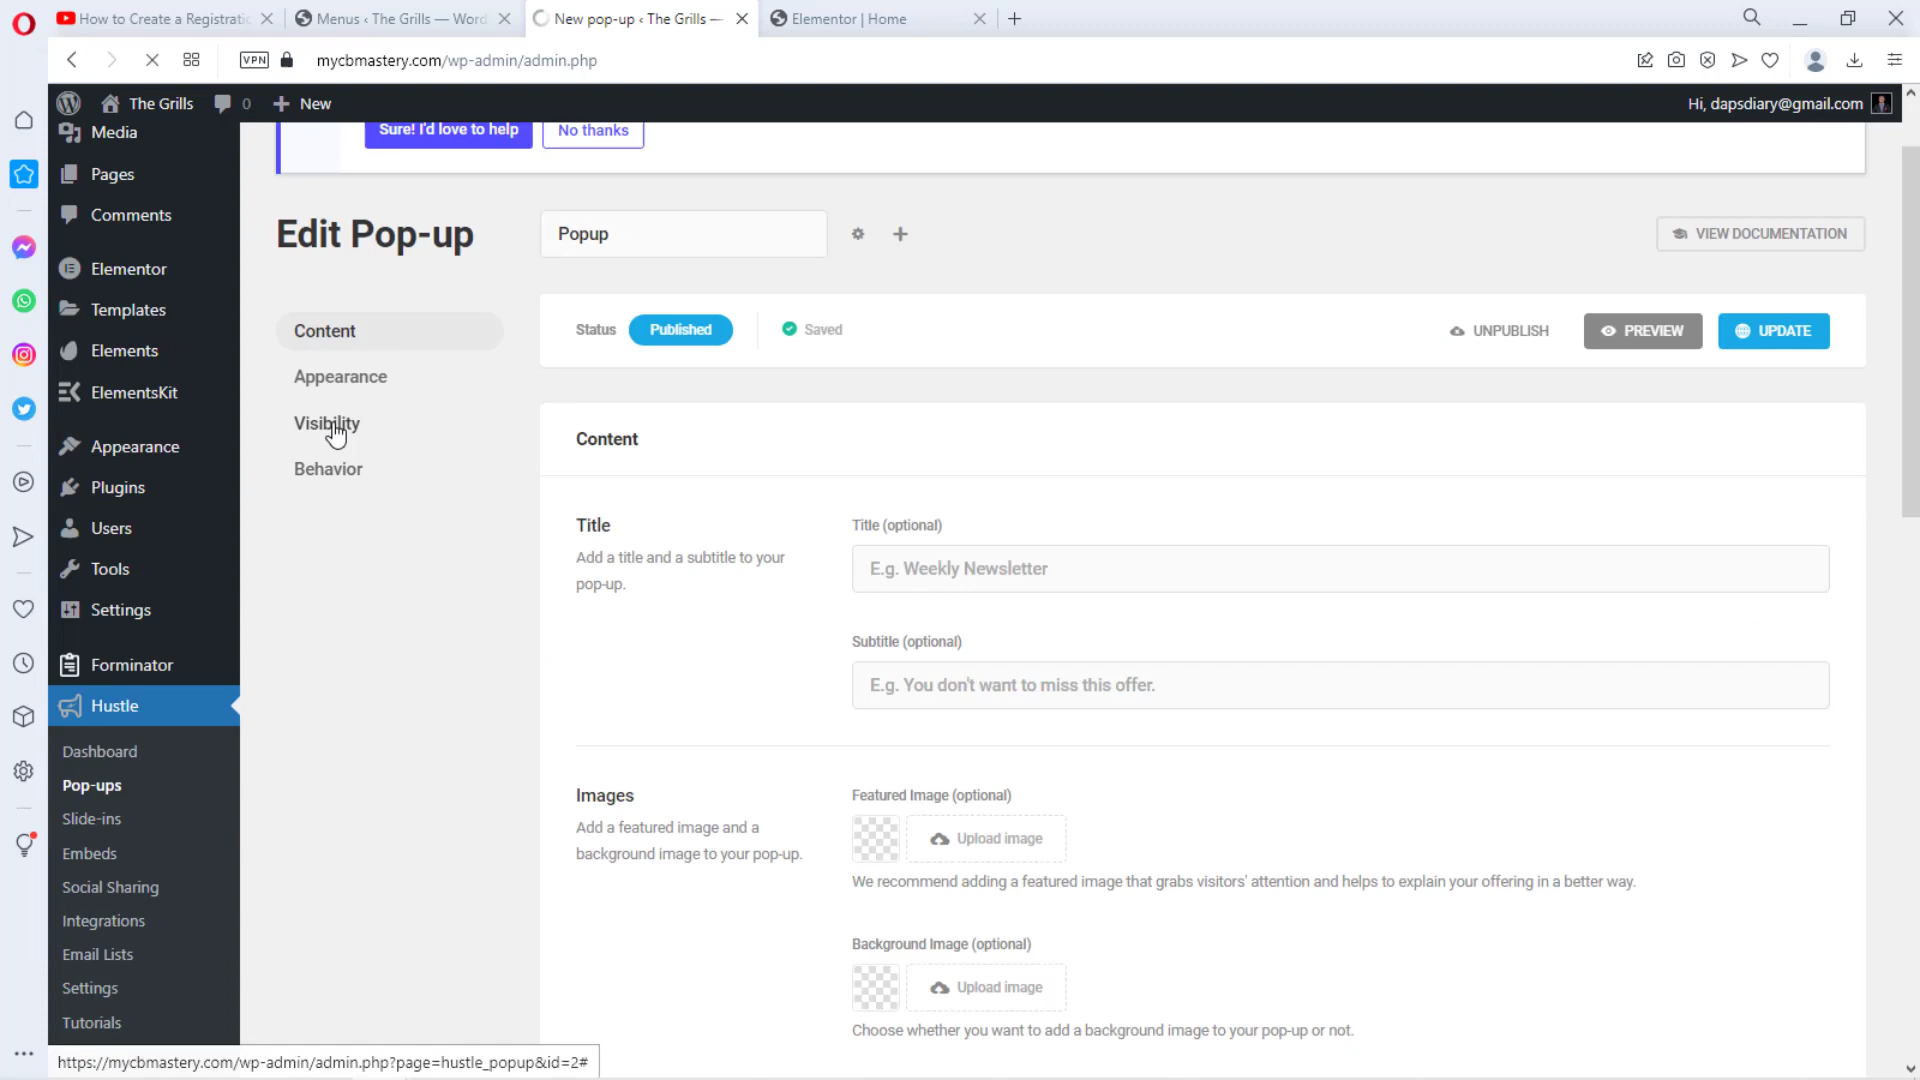 How to Create a Registratio
Menus ‹ The Grills — Word
New pop-up ‹ The Grills —
Elementor | Home
VPN
mycbmastery.com/wp-admin/admin.php
The Grills
0
New
Hi, dapsdiary@gmail.com
Media
Pages
Comments
Elementor
Templates
Elements
ElementsKit
Appearance
Plugins
Users
Tools
Settings
Forminator
Hustle
Dashboard
Pop-ups
Slide-ins
Embeds
Social Sharing
Integrations
Email Lists
Settings
Tutorials
Sure! I'd love to help
No thanks
Edit Pop-up
Popup
VIEW DOCUMENTATION
Content
Appearance
Visibility
Behavior
Status
Published
Saved
UNPUBLISH
PREVIEW
UPDATE
Content
Title
Add a title and a subtitle to your
pop-up.
Title (optional)
E.g. Weekly Newsletter
Subtitle (optional)
E.g. You don't want to miss this offer.
Images
Add a featured image and a
background image to your pop-up.
Featured Image (optional)
Upload image
We recommend adding a featured image that grabs visitors' attention and helps to explain your offering in a better way.
Background Image (optional)
Upload image
Choose whether you want to add a background image to your pop-up or not.
https://mycbmastery.com/wp-admin/admin.php?page=hustle_popup&id=2#